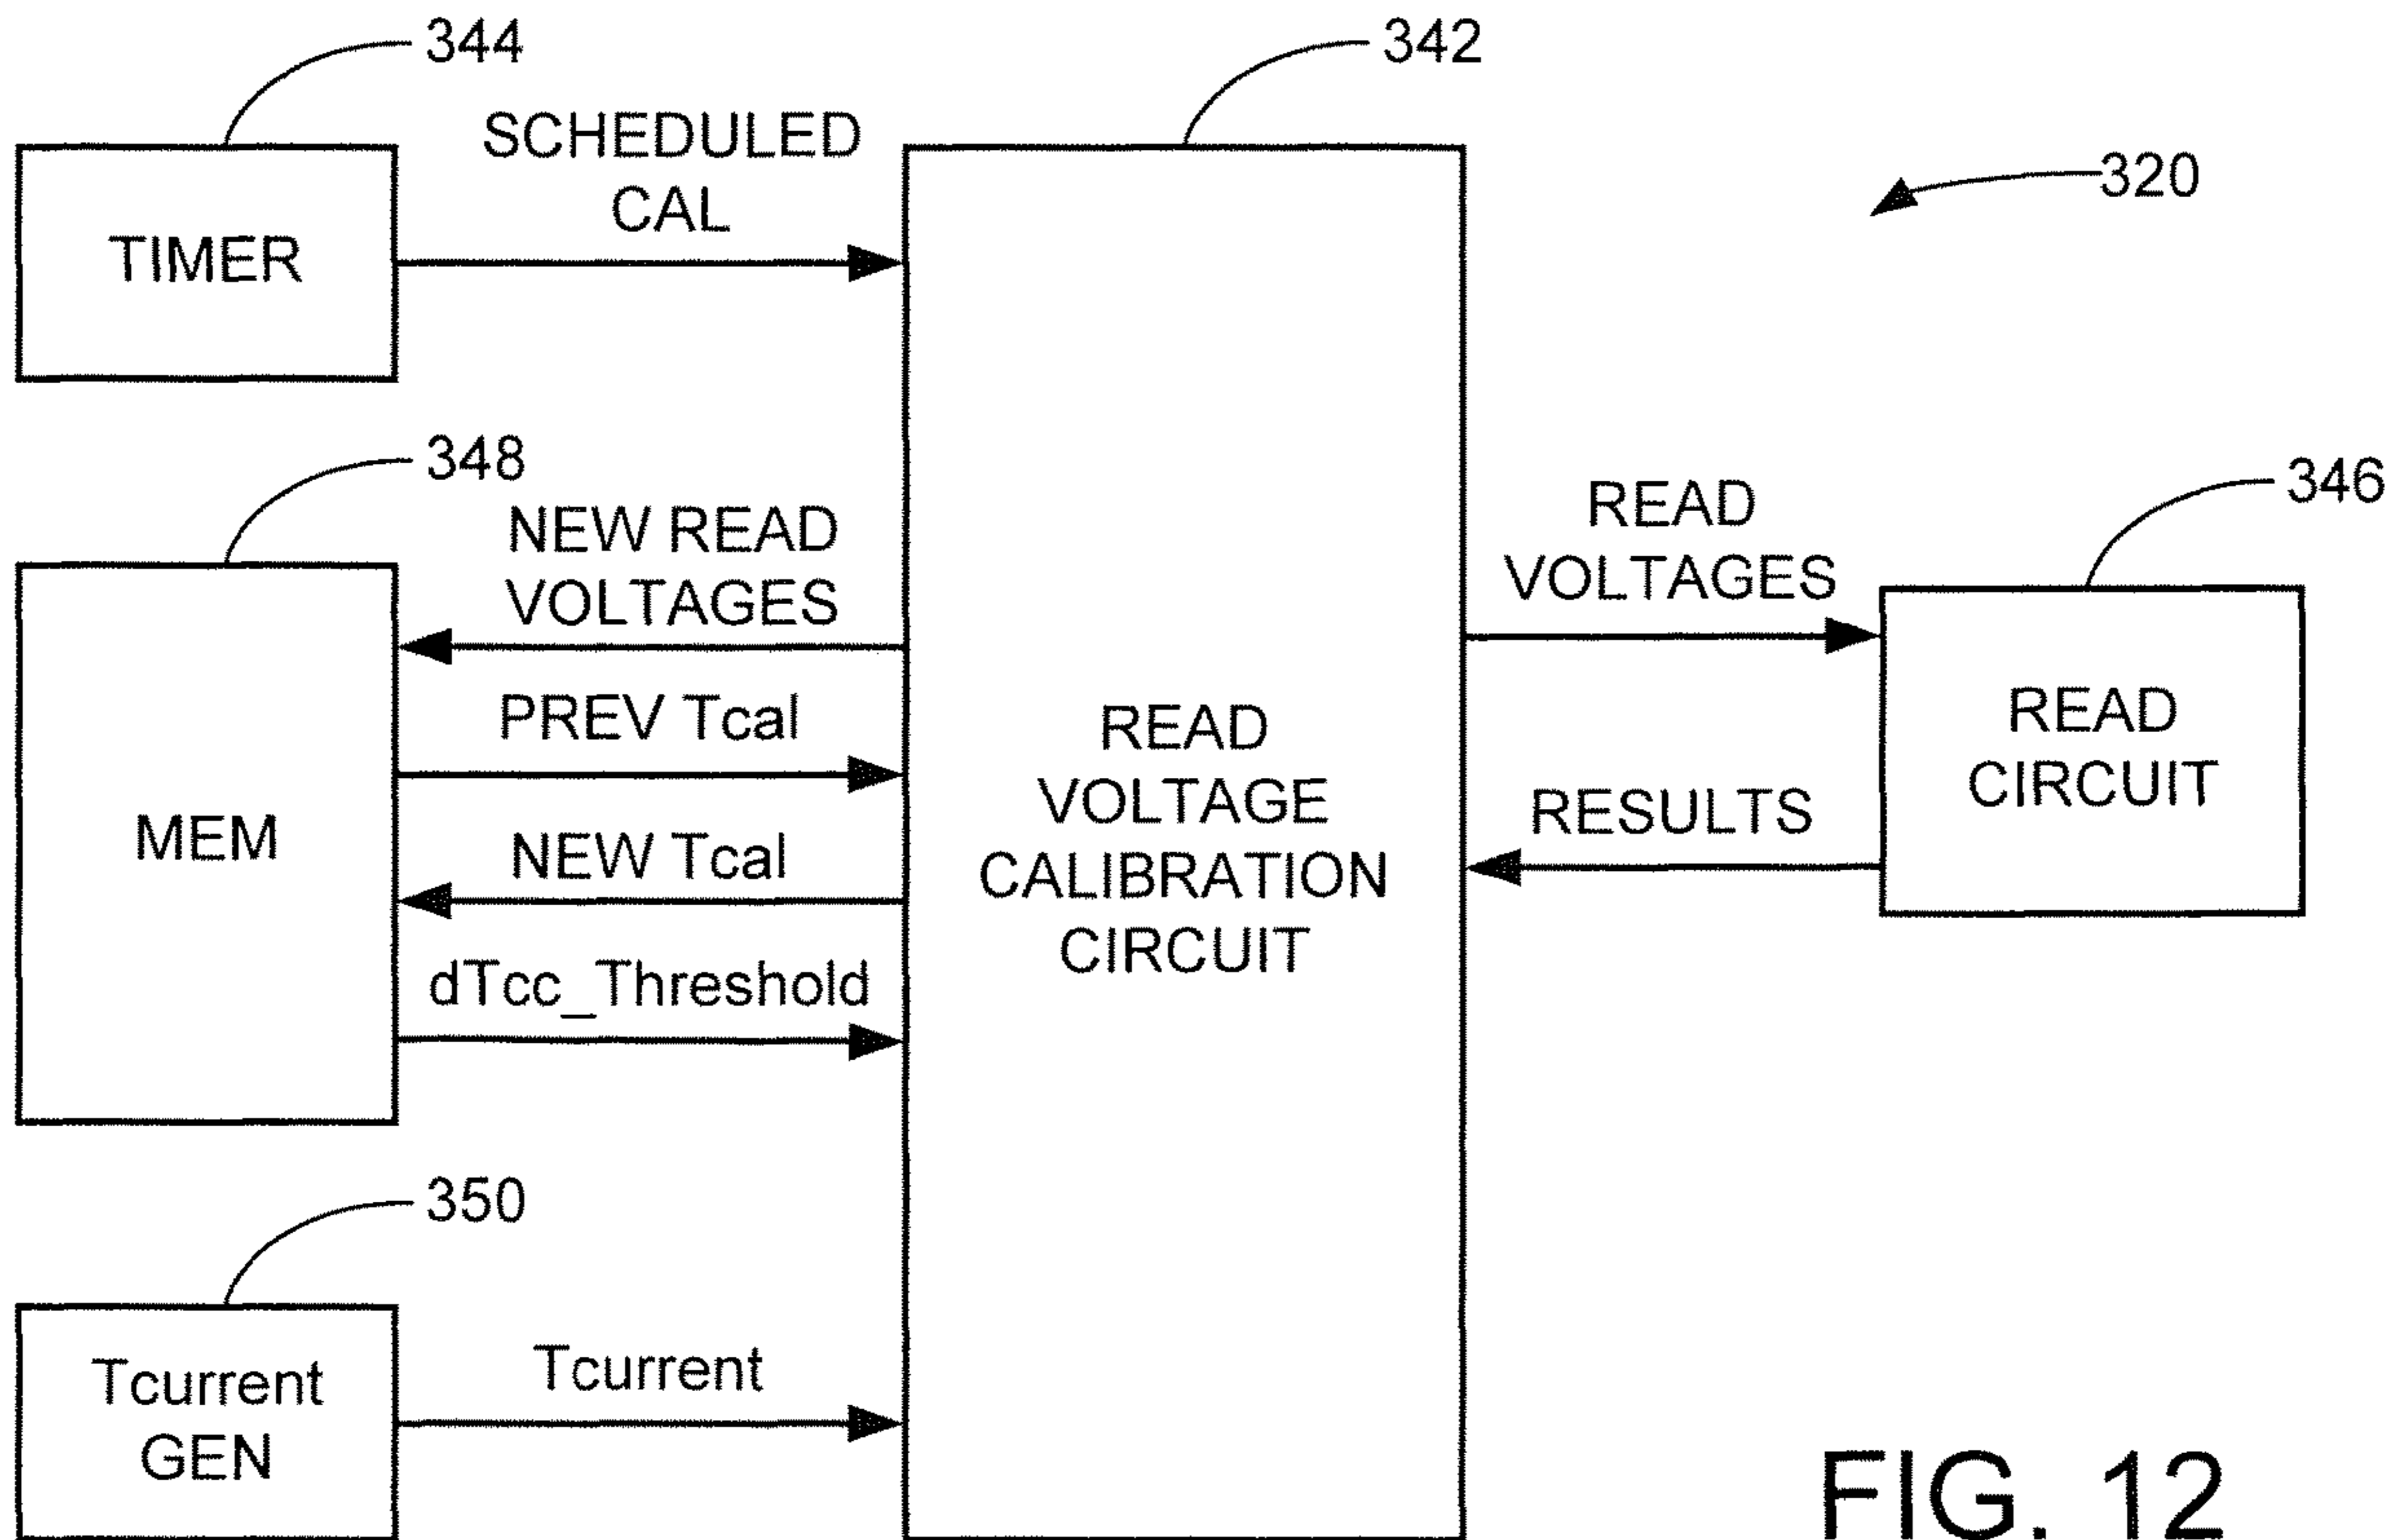 344
342
SCHEDULED
CAL
320
TIMER
348
346
NEW READ
VOLTAGES
READ
VOLTAGES
PREV Tcal
READ
VOLTAGE
CALIBRATION
CIRCUIT
READ
CIRCUIT
MEM
NEW Tcal
RESULTS
dTcc_Threshold
350
Tcurrent
GEN
Tcurrent
FIG. 12